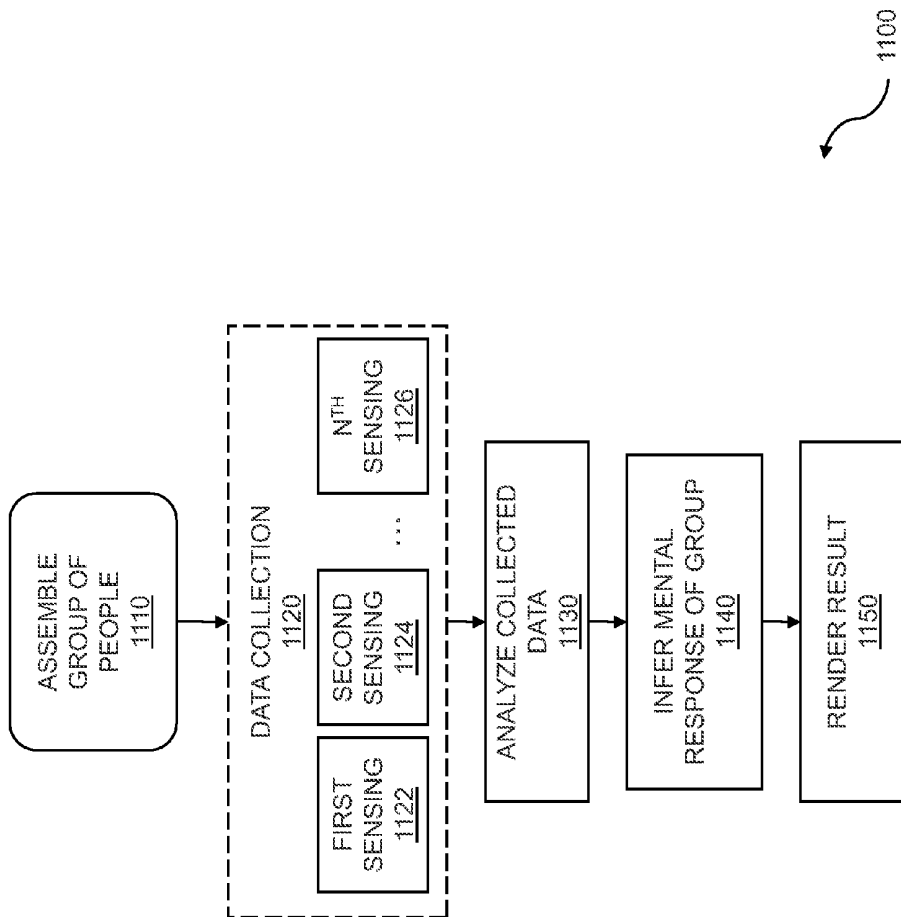 ASSEMBLE
GROUP OF
PEOPLE
1110
DATA COLLECTION
1120
FIRST
SENSING
1122
SECOND
SENSING
1124
...
NTH
SENSING
1126
ANALYZE COLLECTED
DATA
1130
INFER MENTAL
RESPONSE OF GROUP
1140
RENDER RESULT
1150
1100